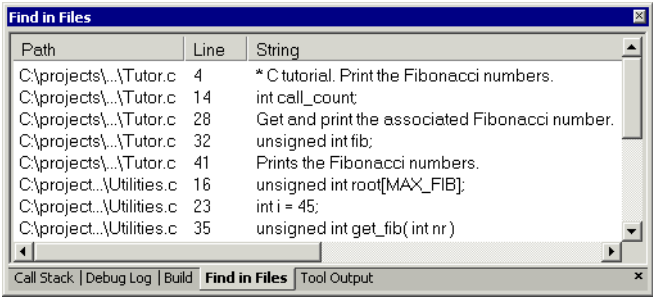 Find in Files
Path Line String
C:\projects\...\Tutor.c 4 * C tutorial. Print the Fibonacci numbers.
C:\projects\...\Tutor.c 14 int call_count;
C:\projects\...\Tutor.c 28 Get and print the associated Fibonacci number.
C:\projects\...\Tutor.c 32 unsigned int fib;
C:\projects\...\Tutor.c 41 Prints the Fibonacci numbers.
C:\project...\Utilities.c 16 unsigned int root[MAX_FIB];
C:\project...\Utilities.c 23 int i = 45;
C:\project...\Utilities.c 35 unsigned int get_fib( int nr )
Call Stack | Debug Log | Build | Find in Files | Tool Output